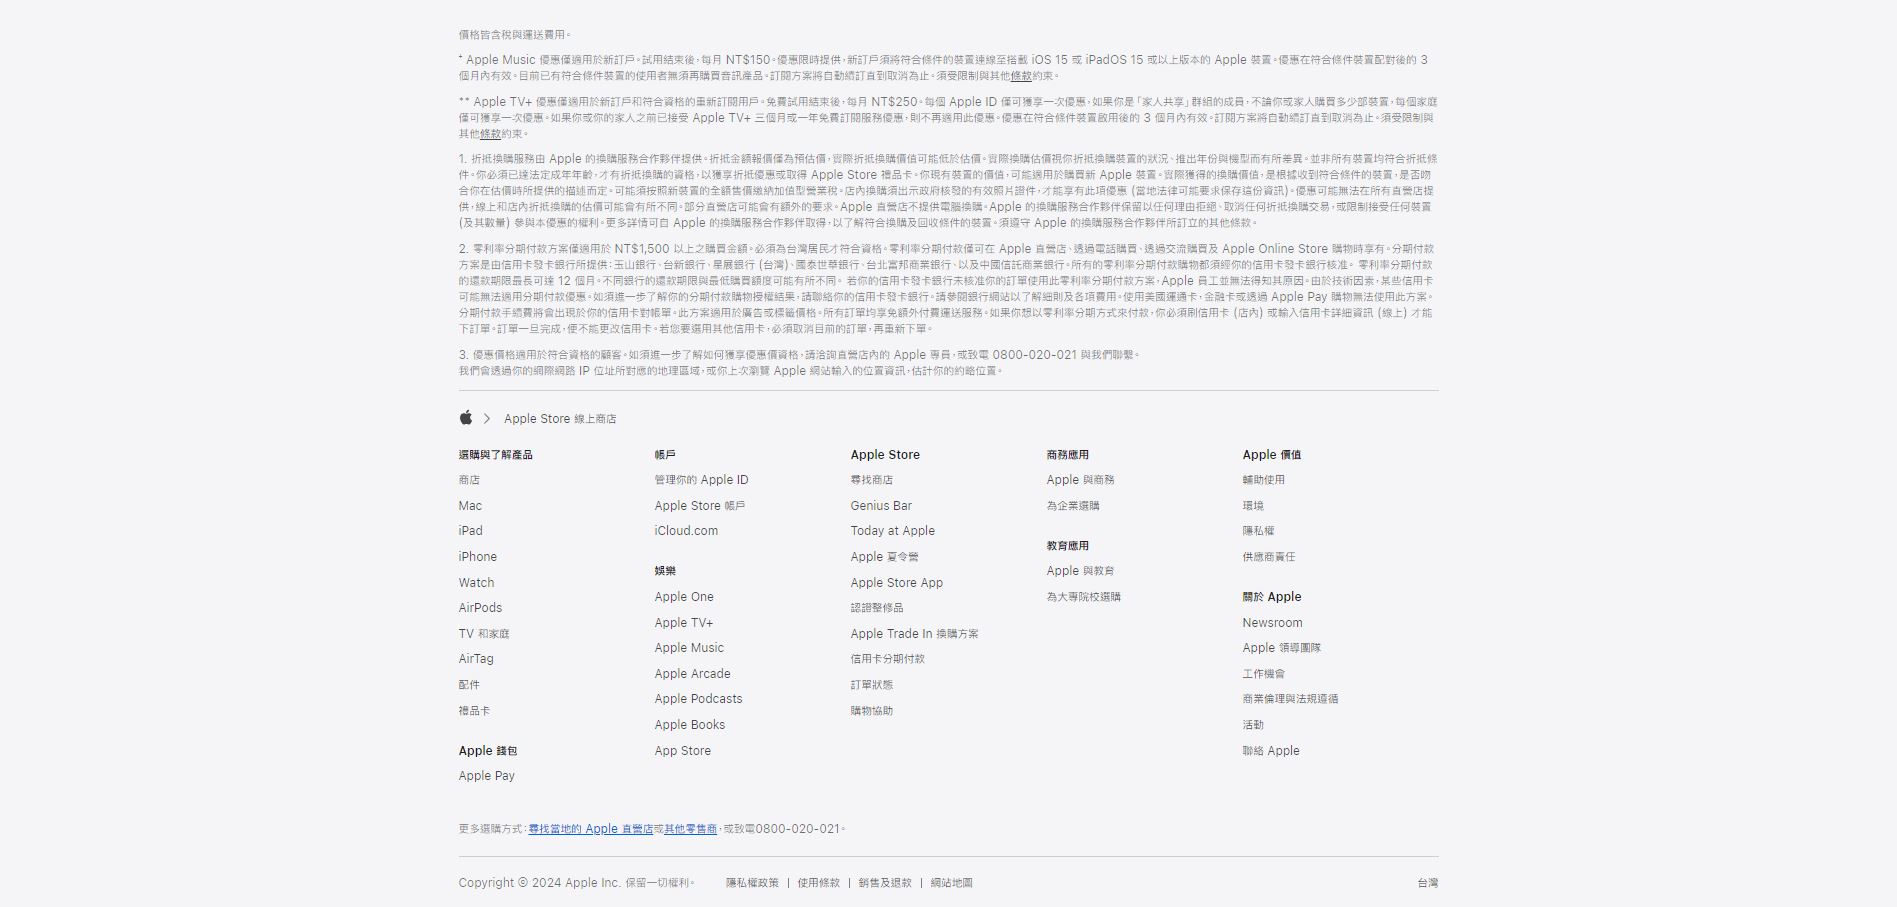 價格皆含稅與運送費用。
⁺ Apple Music 優惠僅適用於新訂戶。試用結束後，每月 NT$150。優惠限時提供，新訂戶須將符合條件的裝置連線至搭載 iOS 15 或 iPadOS 15 或以上版本的 Apple 裝置。優惠在符合條件裝置配對後的 3
個月內有效。目前已有符合條件裝置的使用者無須再購買音訊產品。訂閱方案將自動續訂直到取消為止。須受限制與其他條款約束。
** Apple TV+ 優惠僅適用於新訂戶和符合資格的重新訂閱用戶。免費試用結束後，每月 NT$250。每個 Apple ID 僅可獲享一次優惠，如果你是「家人共享」群組的成員，不論你或家人購買多少部裝置，每個家庭
僅可獲享一次優惠。如果你或你的家人之前已接受 Apple TV+ 三個月或一年免費訂閱服務優惠，則不再適用此優惠。優惠在符合條件裝置啟用後的 3 個月內有效。訂閱方案將自動續訂直到取消為止。須受限制與
其他條款約束。
1. 折抵換購服務由 Apple 的換購服務合作夥伴提供。折抵金額報價僅為預估價，實際折抵換購價值可能低於估價。實際換購估價視你折抵換購裝置的狀況、推出年份與機型而有所差異。並非所有裝置均符合折抵條
件。你必須已達法定成年年齡，才有折抵換購的資格，以獲享折抵優惠或取得 Apple Store 禮品卡。你現有裝置的價值，可能適用於購買新 Apple 裝置。實際獲得的換購價值，是根據收到符合條件的裝置，是否吻
合你在估價時所提供的描述而定。可能須按照新裝置的全額售價繳納加值型營業稅。店內換購須出示政府核發的有效照片證件，才能享有此項優惠 (當地法律可能要求保存這份資訊)。優惠可能無法在所有直營店提
供，線上和店內折抵換購的估價可能會有所不同。部分直營店可能會有額外的要求。Apple 直營店不提供電腦換購。Apple 的換購服務合作夥伴保留以任何理由拒絕、取消任何折抵換購交易，或限制接受任何裝置
(及其數量) 參與本優惠的權利。更多詳情可自 Apple 的換購服務合作夥伴取得，以了解符合換購及回收條件的裝置。須遵守 Apple 的換購服務合作夥伴所訂立的其他條款。
2. 零利率分期付款方案僅適用於 NT$1,500 以上之購買金額。必須為台灣居民才符合資格。零利率分期付款僅可在 Apple 直營店、透過電話購買、透過交流購買及 Apple Online Store 購物時享有。分期付款
方案是由信用卡發卡銀行所提供：玉山銀行、台新銀行、星展銀行 (台灣)、國泰世華銀行、台北富邦商業銀行、以及中國信託商業銀行。所有的零利率分期付款購物都須經你的信用卡發卡銀行核准。 零利率分期付款
的還款期限最長可達 12 個月。不同銀行的還款期限與最低購買額度可能有所不同。 若你的信用卡發卡銀行未核准你的訂單使用此零利率分期付款方案，Apple 員工並無法得知其原因。由於技術因素，某些信用卡
可能無法適用分期付款優惠。如須進一步了解你的分期付款購物授權結果，請聯絡你的信用卡發卡銀行。請參閱銀行網站以了解細則及各項費用。使用美國運通卡，金融卡或透過 Apple Pay 購物無法使用此方案。
分期付款手續費將會出現於你的信用卡對帳單。此方案適用於廣告或標籤價格。所有訂單均享免額外付費運送服務。如果你想以零利率分期方式來付款，你必須刷信用卡 (店內) 或輸入信用卡詳細資訊 (線上) 才能
下訂單。訂單一旦完成，便不能更改信用卡。若您要選用其他信用卡，必須取消目前的訂單，再重新下單。
3. 優惠價格適用於符合資格的顧客。如須進一步了解如何獲享優惠價資格，請洽詢直營店內的 Apple 專員，或致電 0800-020-021 與我們聯繫。
我們會透過你的網際網路 IP 位址所對應的地理區域，或你上次瀏覽 Apple 網站輸入的位置資訊，估計你的約略位置。
Apple Store 線上商店
選購與了解產品
商店
Mac
iPad
iPhone
Watch
AirPods
TV 和家庭
AirTag
配件
禮品卡
Apple 錢包
Apple Pay
帳戶
管理你的 Apple ID
Apple Store 帳戶
iCloud.com
娛樂
Apple One
Apple TV+
Apple Music
Apple Arcade
Apple Podcasts
Apple Books
App Store
Apple Store
尋找商店
Genius Bar
Today at Apple
Apple 夏令營
Apple Store App
認證整修品
Apple Trade In 換購方案
信用卡分期付款
訂單狀態
購物協助
商務應用
Apple 與商務
為企業選購
教育應用
Apple 與教育
為大專院校選購
Apple 價值
輔助使用
環境
隱私權
供應商責任
關於 Apple
Newsroom
Apple 領導團隊
工作機會
商業倫理與法規遵循
活動
聯絡 Apple
更多選購方式：尋找當地的 Apple 直營店或其他零售商，或致電0800-020-021。
Copyright © 2024 Apple Inc. 保留一切權利。 隱私權政策 | 使用條款 | 銷售及退款 | 網站地圖 台灣